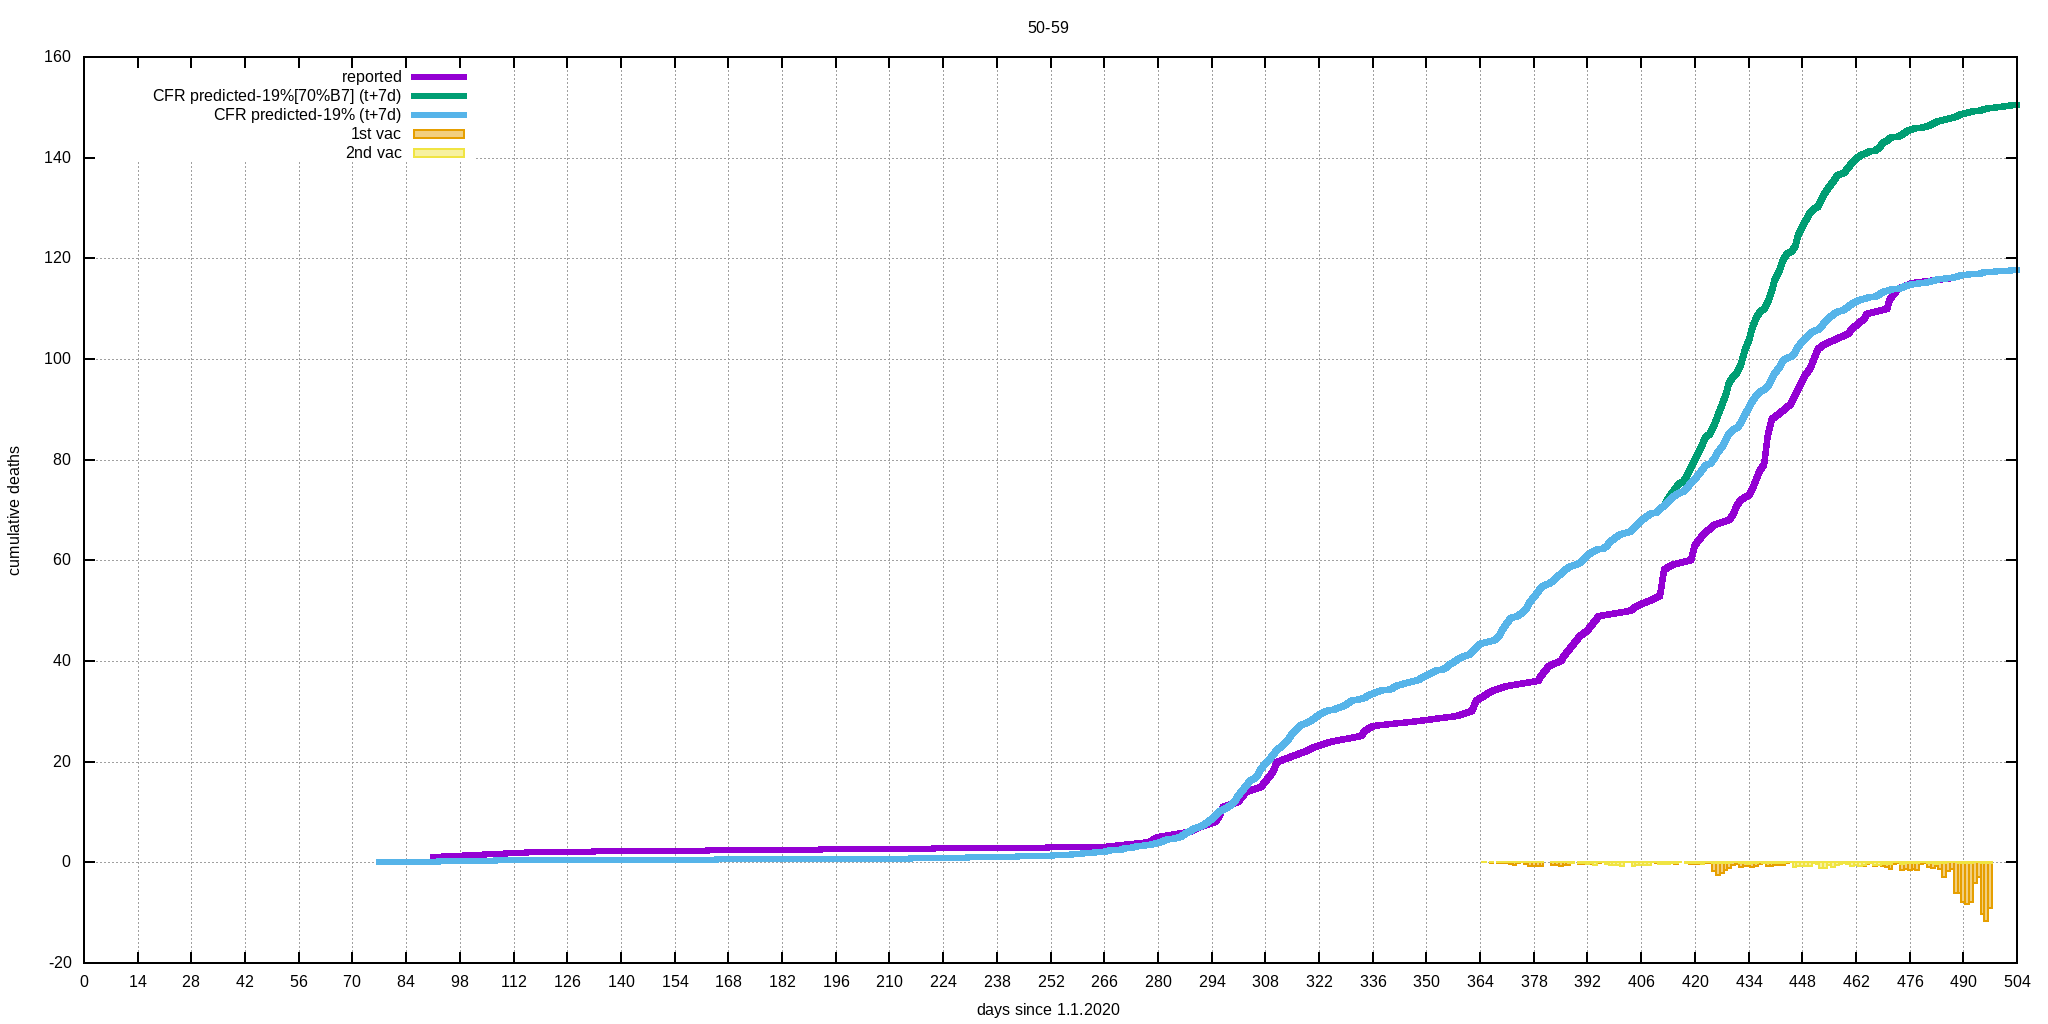 50-59
160
140
120
100
80
60
40
20
0
-20
reported
CFR predicted-19%[70%B7] (t+7d)
CFR predicted-19% (t+7d)
1st vac
2nd vac
cumulative deaths
0 14 28 42 56 70 84 98 112 126 140 154 168 182 196 210 224 238 252 266 280 294 308 322 336 350 364 378 392 406 420 434 448 462 476 490 504
days since 1.1.2020